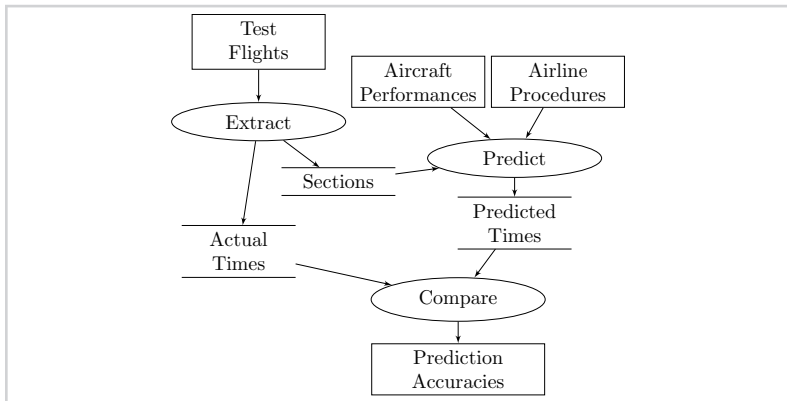 Test
Flights
Aircraft
Performances
Airline
Procedures
Extract
Predict
Sections
Predicted
Times
Actual
Times
Compare
Prediction
Accuracies